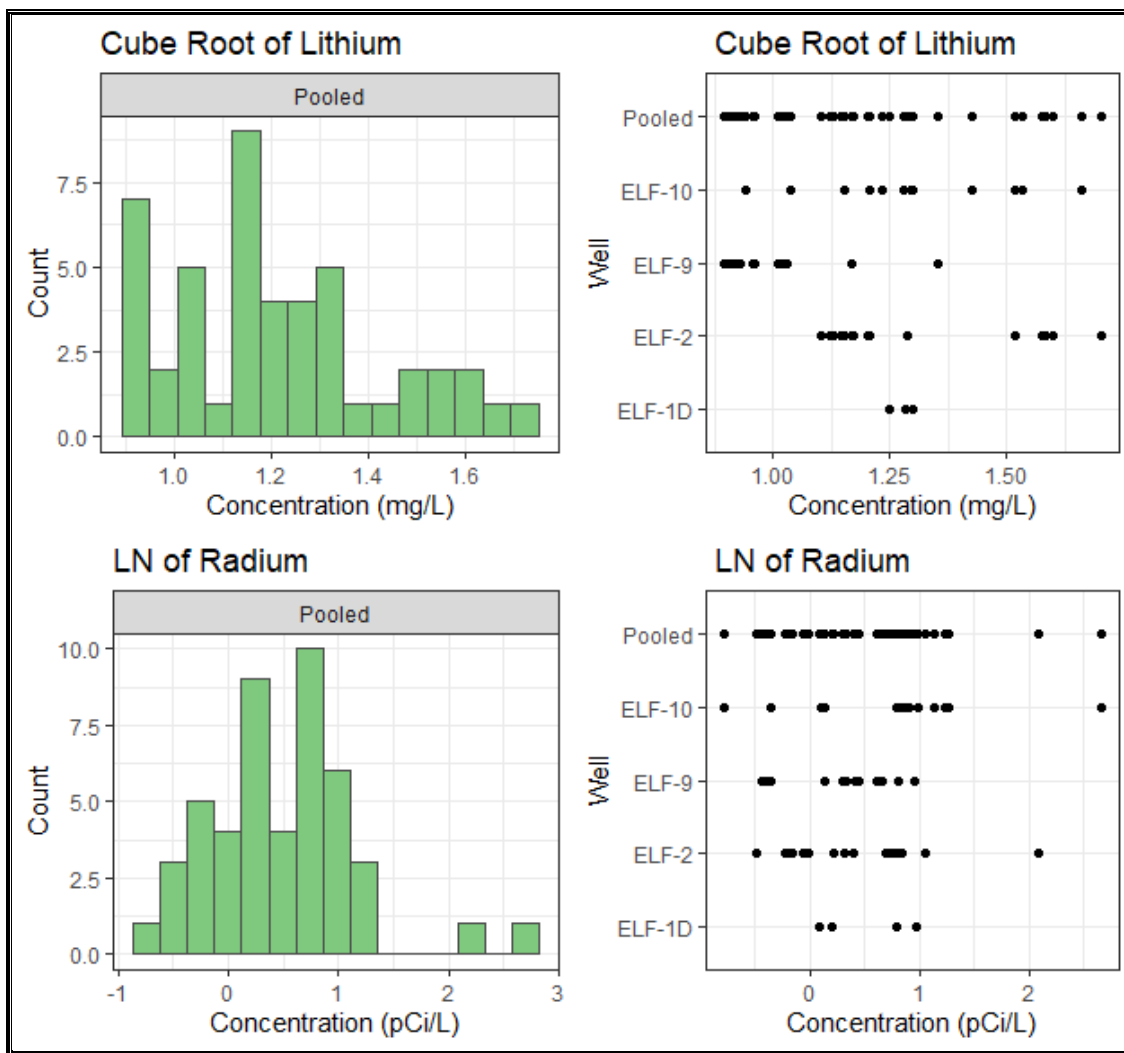 Cube Root of Lithium
Pooled
7.5
5.0
2.5
0.0
Count
1.0
1.2
1.4
1.6
Concentration (mg/L)
Cube Root of Lithium
Pooled
ELF-10
ELF-9
ELF-2
ELF-1D
Well
1.00
1.25
1.50
Concentration (mg/L)
LN of Radium
Pooled
10.0
7.5
5.0
2.5
0.0
Count
-1
0
1
2
3
Concentration (pCi/L)
LN of Radium
Pooled
ELF-10
ELF-9
ELF-2
ELF-1D
Well
0
1
2
Concentration (pCi/L)